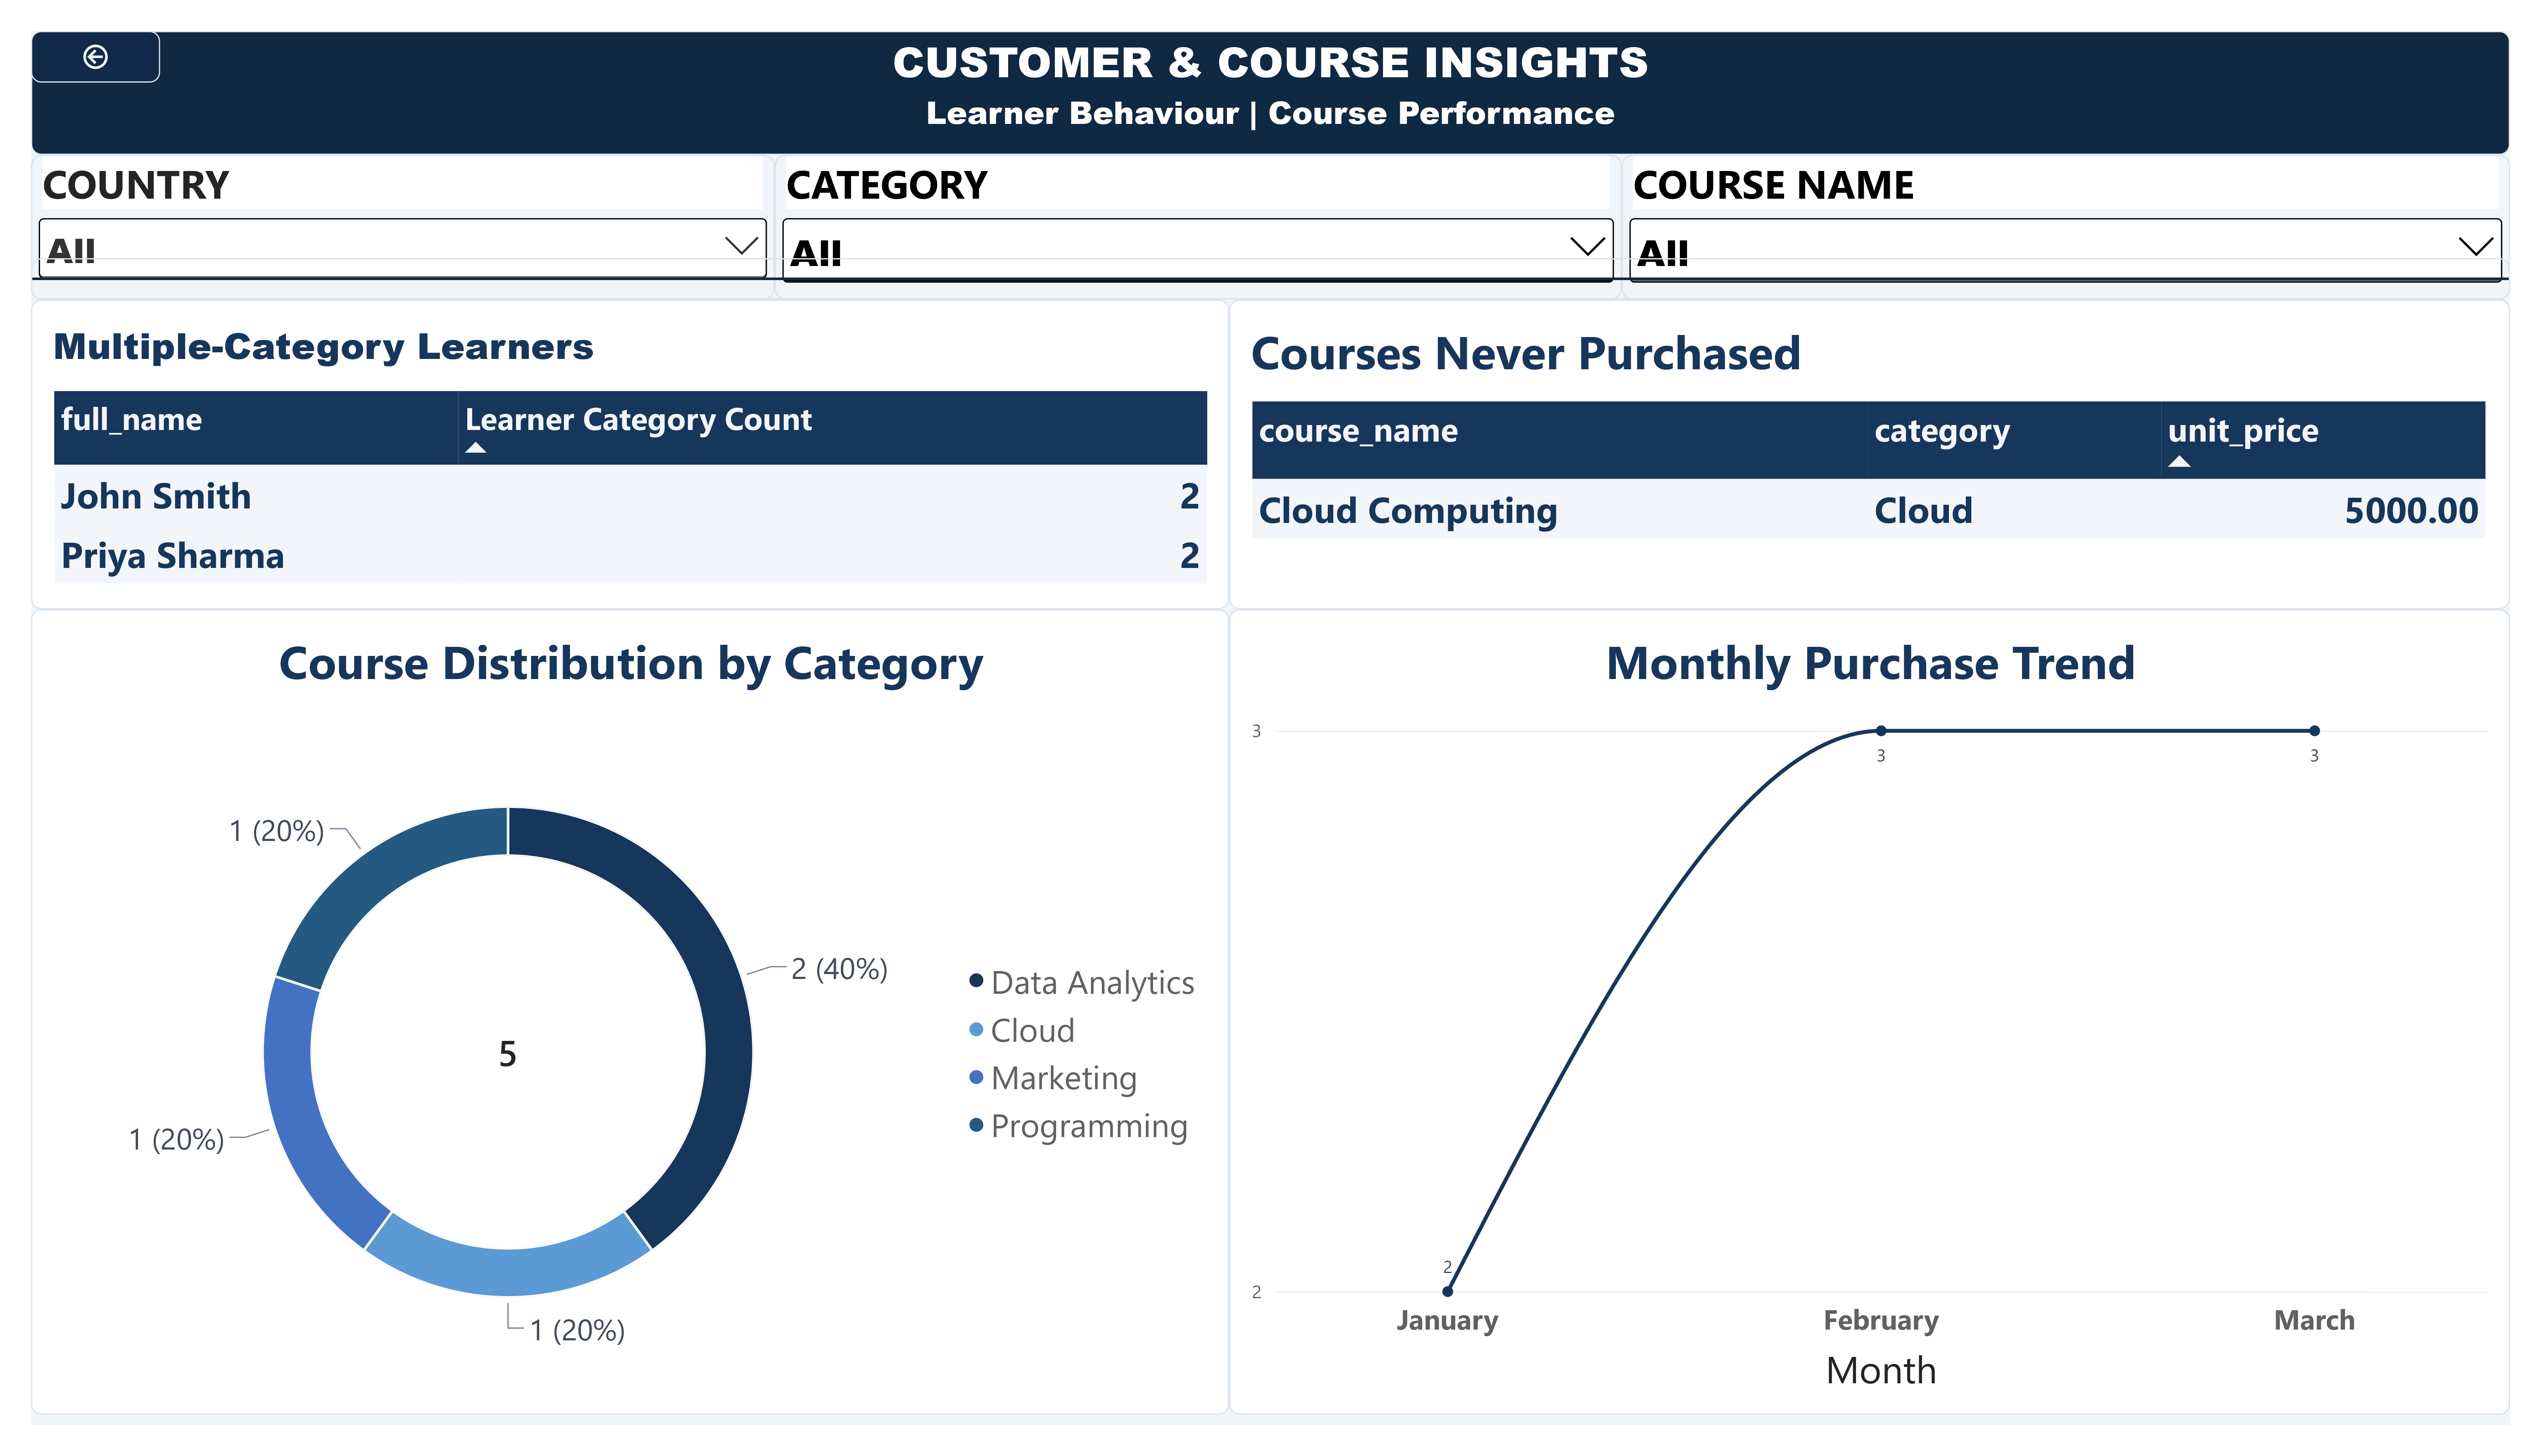 CUSTOMER & COURSE INSIGHTS
Learner Behaviour | Course Performance
COUNTRY
All
CATEGORY
All
COURSE NAME
All
Multiple-Category Learners
full_name Learner Category Count
John Smith 2
Priya Sharma 2
Courses Never Purchased
course_name category unit_price
Cloud Computing Cloud 5000.00
Course Distribution by Category
1 (20%)
2 (40%)
5
1 (20%)
1 (20%)
Data Analytics
Cloud
Marketing
Programming
Monthly Purchase Trend
3
3
3
2
2
January February March
Month